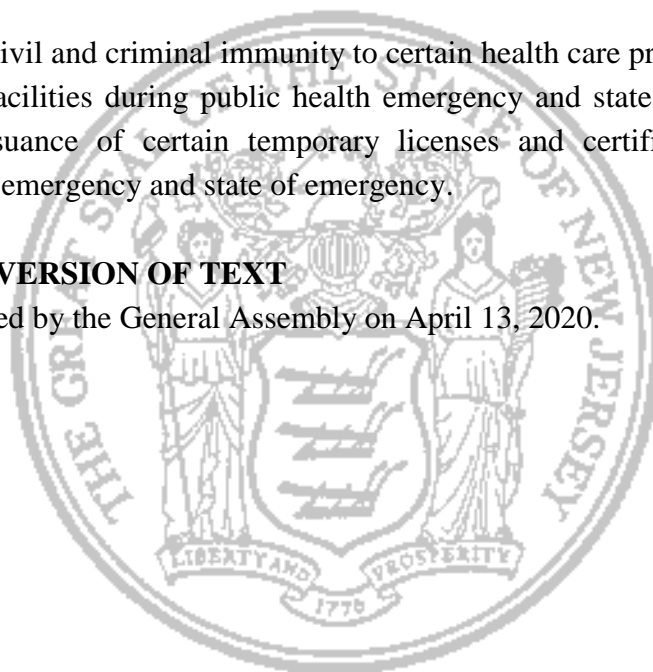 ivil and criminal immunity to certain health care pr
acilities during public health emergency and state
suance of certain temporary licenses and certifi
emergency and state of emergency.
VERSION OF TEXT
ed by the General Assembly on April 13, 2020.
THE GREAT SEAL OF THE STATE OF NEW JERSEY
LIBERTY AND PROSPERITY
1776